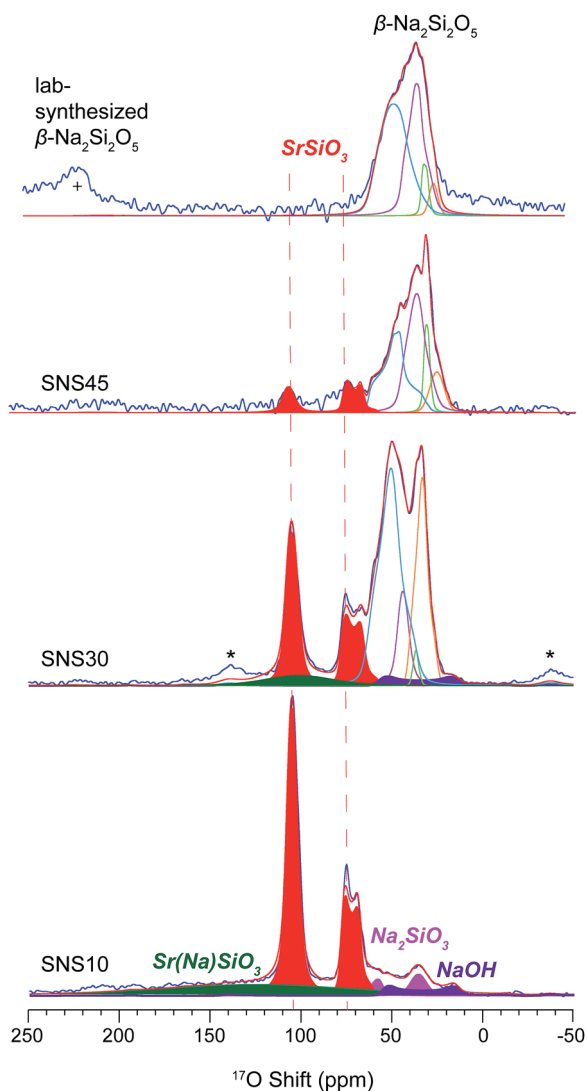 β-Na₂Si₂O₅
lab-
synthesized
β-Na₂Si₂O₅
SrSiO₃
+
SNS45
*
*
SNS30
Na₂SiO₃
Sr(Na)SiO₃
NaOH
SNS10
250 200 150 100 50 0 -50
¹⁷O Shift (ppm)